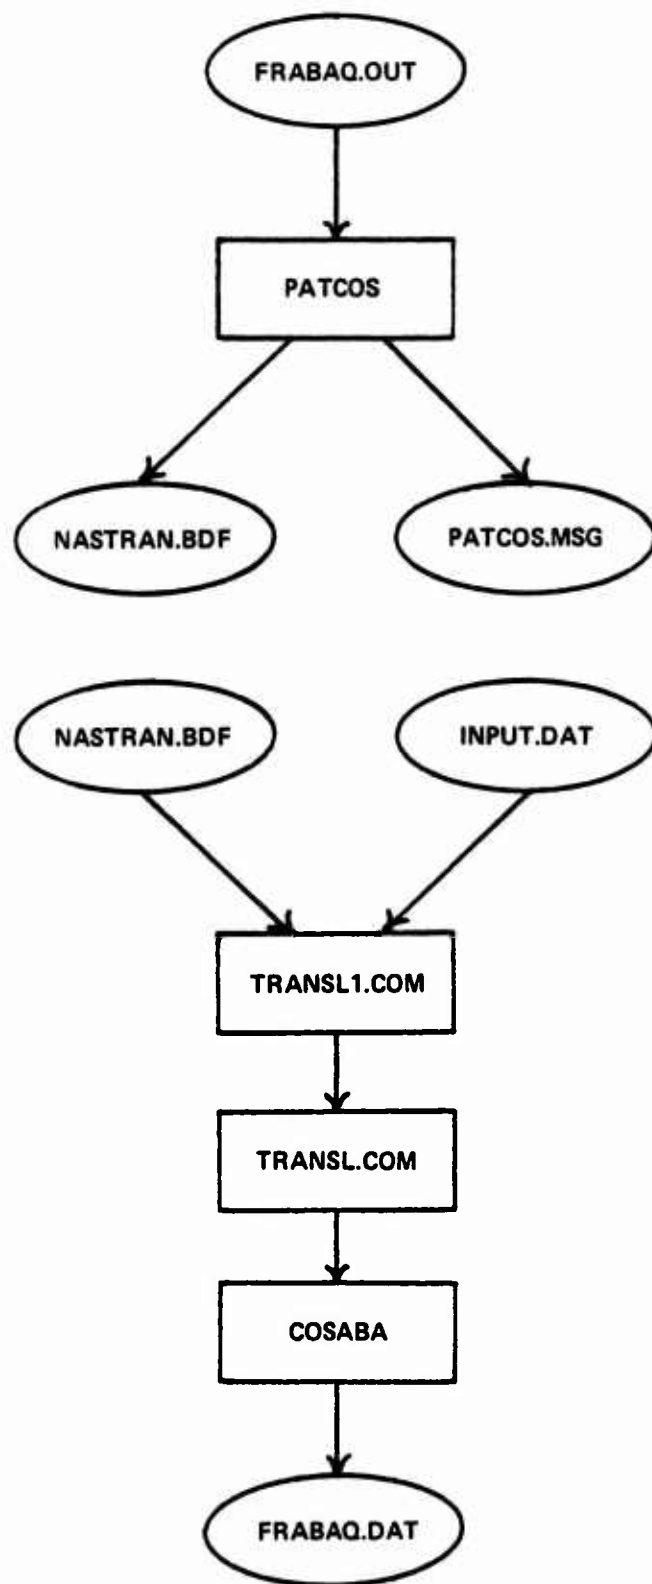 FRABAQ.OUT
PATCOS
NASTRAN.BDF
PATCOS.MSG
NASTRAN.BDF
INPUT.DAT
TRANSL1.COM
TRANSL.COM
COSABA
FRABAQ.DAT